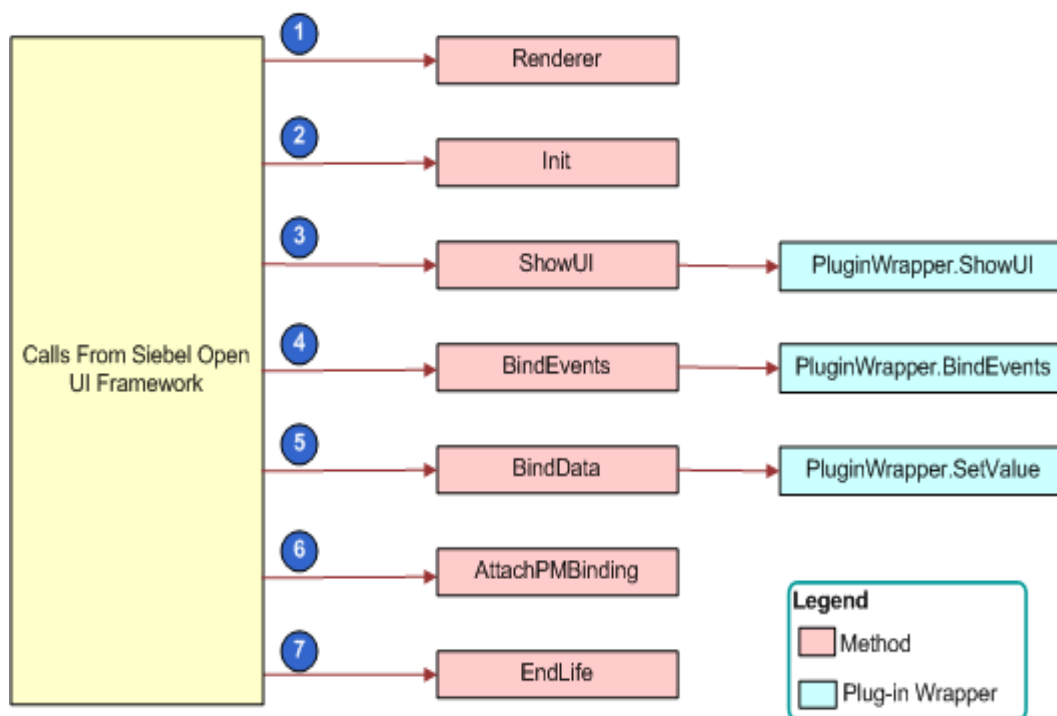 1
Renderer
2
Init
3
ShowUI
PluginWrapper.ShowUI
Calls From Siebel Open
UI Framework
4
BindEvents
PluginWrapper.BindEvents
5
BindData
PluginWrapper.SetValue
6
AttachPMBinding
7
EndLife
Legend
Method
Plug-in Wrapper